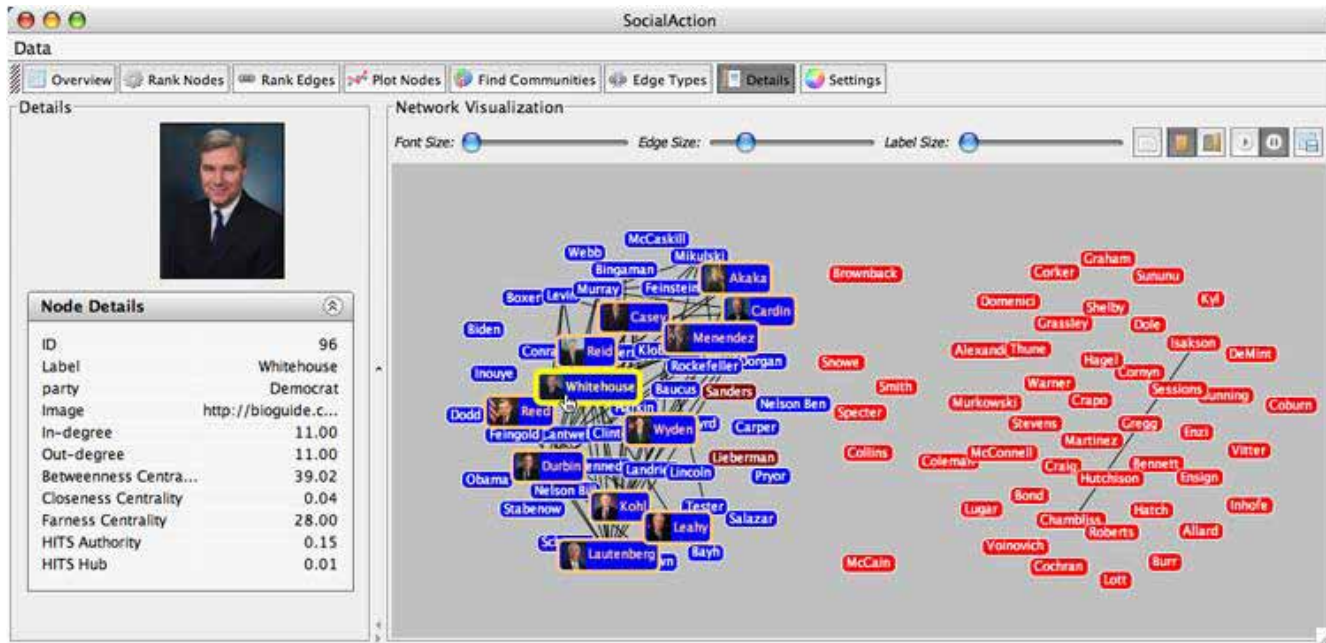 SocialAction
Data
Overview Rank Nodes Rank Edges Plot Nodes Find Communities Edge Types Details Settings
Details
Network Visualization
Font Size: Edge Size: Label Size:
Node Details
ID 96
Label Whitehouse
party Democrat
Image http://bioguide.c...
In-degree 11.00
Out-degree 11.00
Betweenness Centra... 39.02
Closeness Centrality 0.04
Farness Centrality 28.00
HITS Authority 0.15
HITS Hub 0.01
McCaskill
Webb
Mikulski
Bingaman
Akaka
Boxer
Murray
Feinstein
Cardin
Casey
Biden
Menendez
Reid
Rockefeller
Inouye
Whitehouse
Baucus
Sanders
Nelson Ben
Dodd
Reed
Wyden
Carper
Feingold
Lieberman
Durbin
Lincoln
Pryor
Obama
Stabenow
Kohl
Tester
Salazar
Leahy
Lautenberg
Bayh
Brownback
Snowe
Smith
Specter
Collins
McCain
Graham
Corker
Sununu
Domenici
Shelby
Kyl
Grassley
Dole
Isakson
Thune
Hagel
DeMint
Cornyn
Warner
Sessions
Murkowski
Crapo
Coburn
Stevens
Gregg
Enzi
Martinez
Vitter
McConnell
Craig
Bennett
Hutchison
Ensign
Bond
Lugar
Hatch
Inhofe
Chambliss
Roberts
Allard
Voinovich
Cochran
Burr
Lott